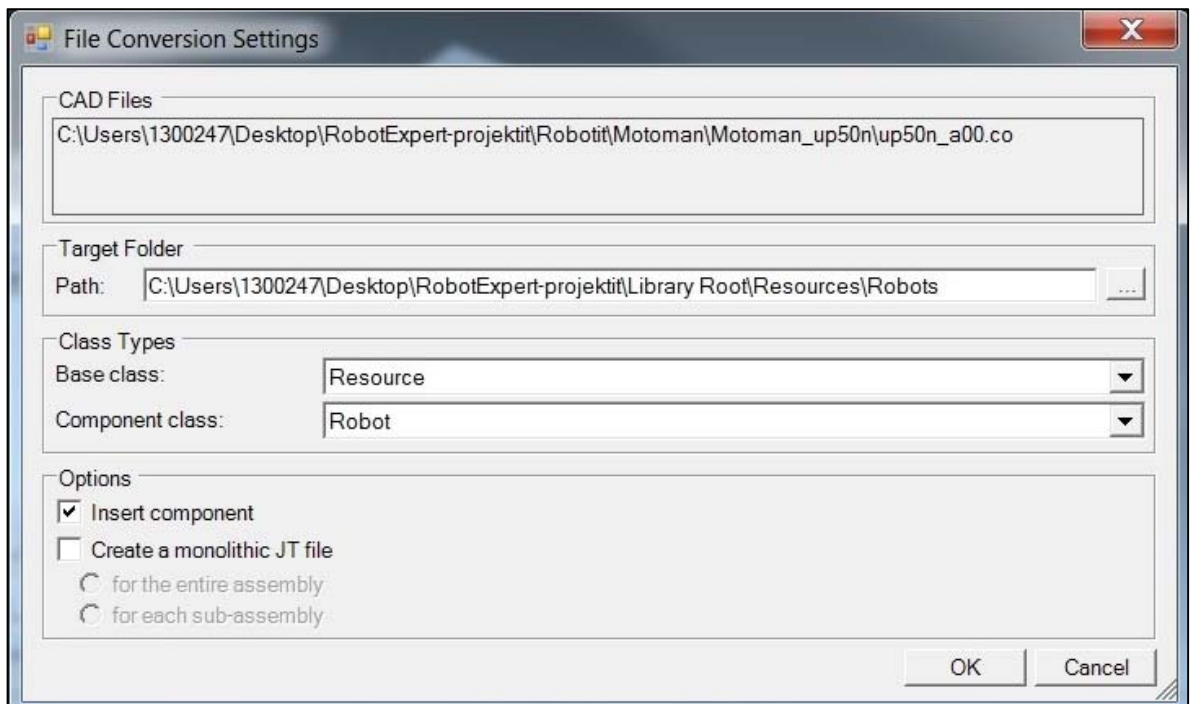 File Conversion Settings
CAD Files
C:\Users\1300247\Desktop\RobotExpert-projektit\Robotit\Motoman\Motoman_up50n\up50n_a00.co
Target Folder
Path: C:\Users\1300247\Desktop\RobotExpert-projektit\Library Root\Resources\Robots ...
Class Types
Base class: Resource
Component class: Robot
Options
Insert component
Create a monolithic JT file
for the entire assembly
for each sub-assembly
OK Cancel